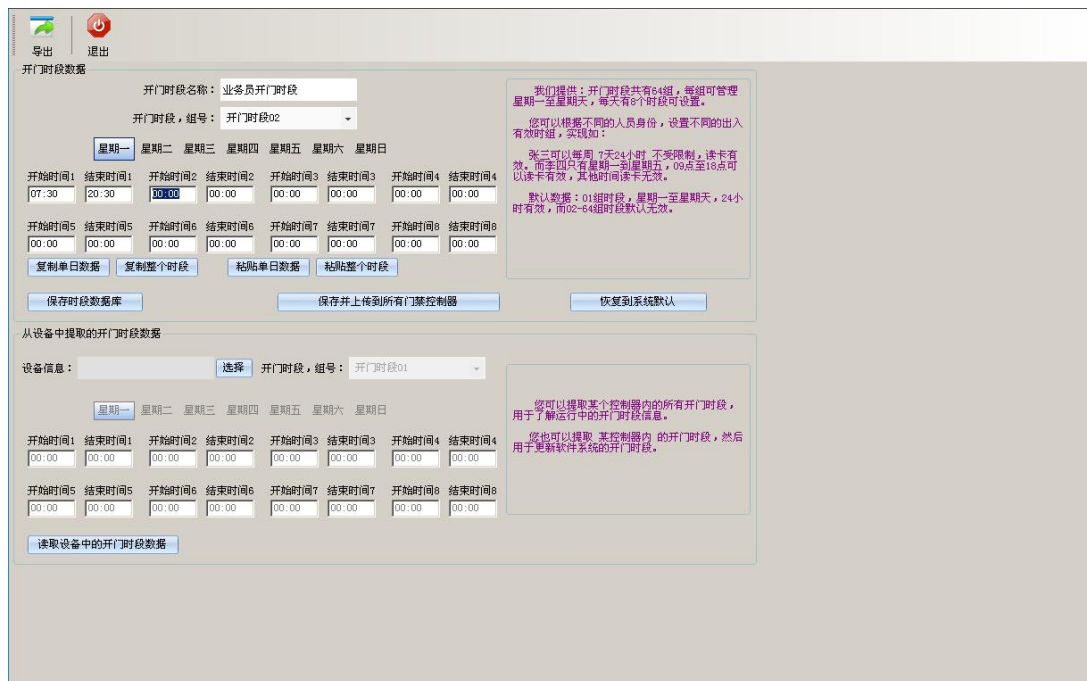 导出 退出
开门时段数据
开门时段名称： 业务员开门时段
开门时段，组号： 开门时段02
星期一 星期二 星期三 星期四 星期五 星期六 星期日
开始时间1 结束时间1 开始时间2 结束时间2 开始时间3 结束时间3 开始时间4 结束时间4
07:30 20:30 00:00 00:00 00:00 00:00 00:00 00:00
开始时间5 结束时间5 开始时间6 结束时间6 开始时间7 结束时间7 开始时间8 结束时间8
00:00 00:00 00:00 00:00 00:00 00:00 00:00 00:00
复制单日数据 复制整个时段 粘贴单日数据 粘贴整个时段
保存时段数据库 保存并上传到所有门禁控制器 恢复到系统默认
我们提供：开门时段共有64组，每组可管理
星期一至星期天，每天有8个时段可设置。
您可以根据不同的人员身份，设置不同的出入
有效时组，实现如：
张三可以每周 7天24小时 不受限制，读卡有
效。而李四只有星期一到星期五，09点至18点可
以读卡有效，其他时间读卡无效。
默认数据：01组时段，星期一至星期天，24小
时有效，而02-64组时段默认无效。
从设备中提取的开门时段数据
设备信息： 选择 开门时段，组号： 开门时段01
星期一 星期二 星期三 星期四 星期五 星期六 星期日
开始时间1 结束时间1 开始时间2 结束时间2 开始时间3 结束时间3 开始时间4 结束时间4
00:00 00:00 00:00 00:00 00:00 00:00 00:00 00:00
开始时间5 结束时间5 开始时间6 结束时间6 开始时间7 结束时间7 开始时间8 结束时间8
00:00 00:00 00:00 00:00 00:00 00:00 00:00 00:00
读取设备中的开门时段数据
您可以提取某个控制器内的所有开门时段，
用于了解运行中的开门时段信息。
您也可以提取 某控制器内 的开门时段，然后
用于更新软件系统的开门时段。